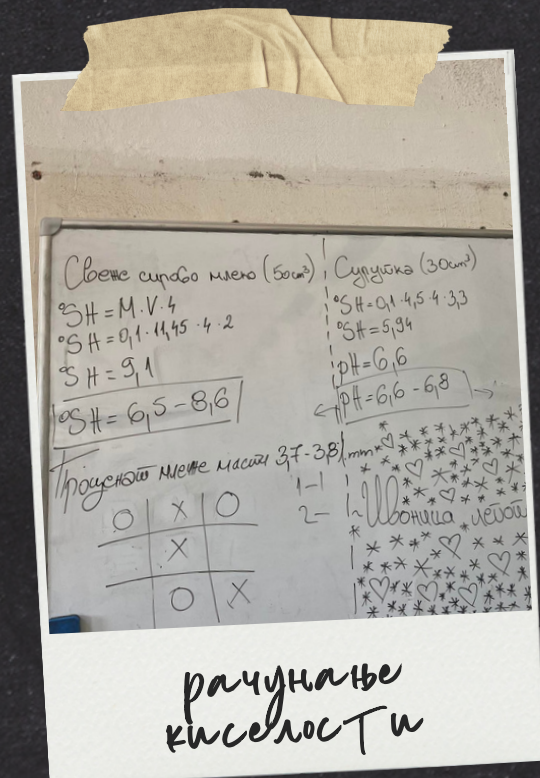 Свеже сирово млеко (50cm³)
°SH = M · V · 4
°SH = 0,1 · 11,45 · 4 · 2
°SH = 9,1
°SH = 6,5 - 8,6
Сурутка (30cm³)
°SH = 0,1 · 4,5 · 4 · 3,3
°SH = 5,94
pH = 6,6
pH = 6,6 - 6,8
Проценат млечне масти 3,7 - 3,8% mm
1-1
2-
O X O
X
O X
рачунање
киселости